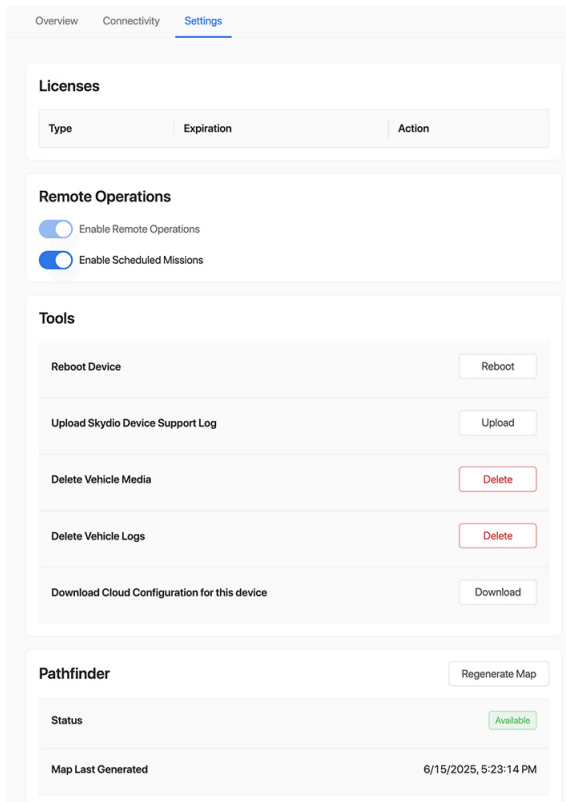 Overview Connectivity Settings
Licenses
Type Expiration Action
Remote Operations
Enable Remote Operations
Enable Scheduled Missions
Tools
Reboot Device Reboot
Upload Skydio Device Support Log Upload
Delete Vehicle Media Delete
Delete Vehicle Logs Delete
Download Cloud Configuration for this device Download
Pathfinder Regenerate Map
Status Available
Map Last Generated 6/15/2025, 5:23:14 PM